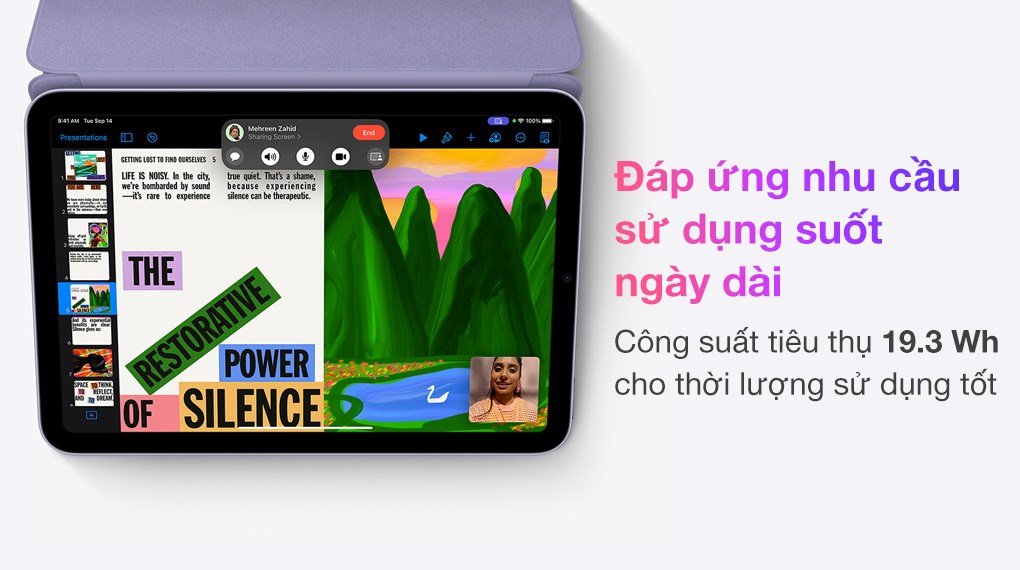 9:41 AM Tue Sep 14
100%
Presentations
Mehreen Zahid
Sharing Screen >
End
GETTING LOST TO FIND OURSELVES 5
LIFE IS NOISY. In the city,
we're bombarded by sound
—it's rare to experience
true quiet. That's a shame,
because experiencing
silence can be therapeutic.
THE
RESTORATIVE
POWER
OF SILENCE
SPACE TO THINK,
TO REFLECT,
AND TO DREAM.
Đáp ứng nhu cầu
sử dụng suốt
ngày dài
Công suất tiêu thụ 19.3 Wh
cho thời lượng sử dụng tốt